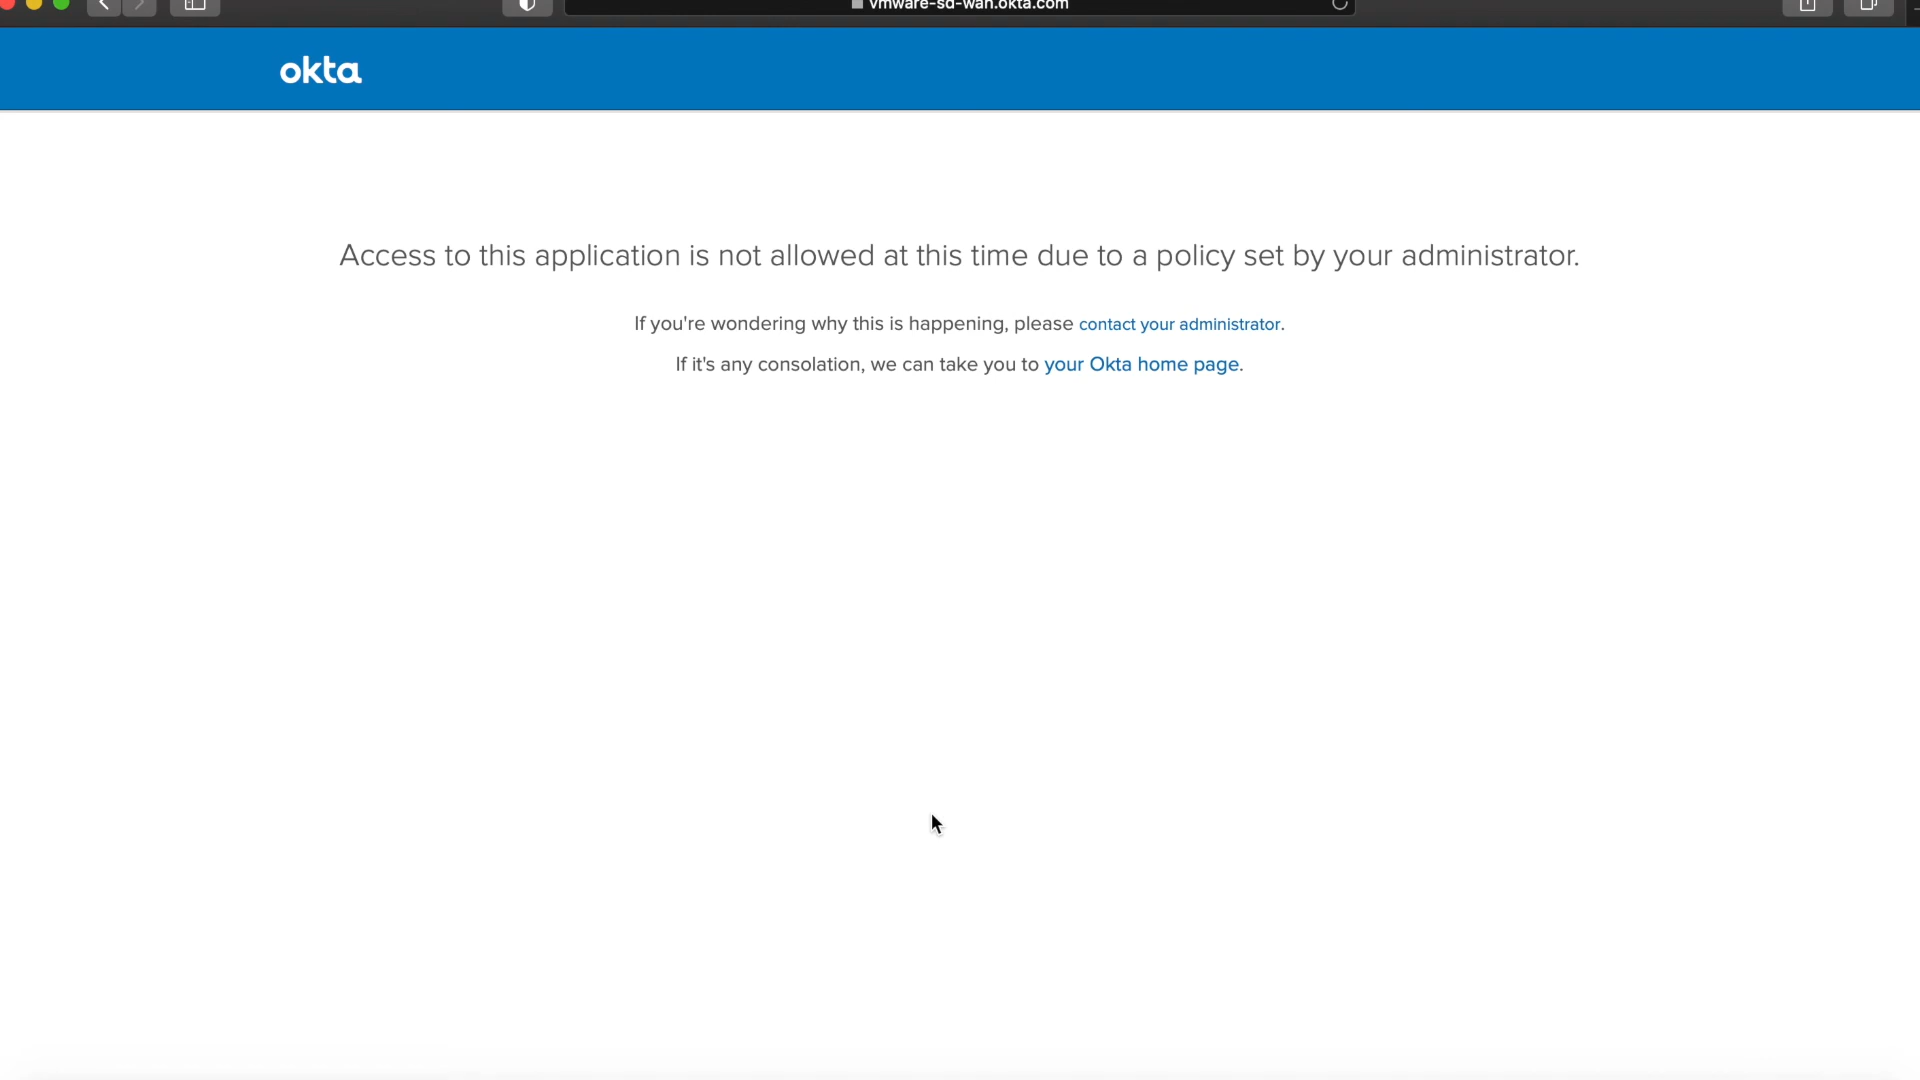 vmware-sd-wan.okta.com
okta
Access to this application is not allowed at this time due to a policy set by your administrator.
If you're wondering why this is happening, please contact your administrator.
If it's any consolation, we can take you to your Okta home page.